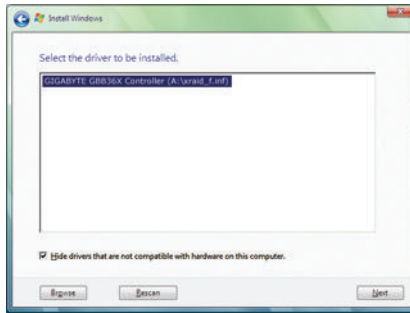 Install Windows
Select the driver to be installed.
GIGABYTE GBB36X Controller (A:\xraid_f.inf)
Hide drivers that are not compatible with hardware on this computer.
Browse
Rescan
Next